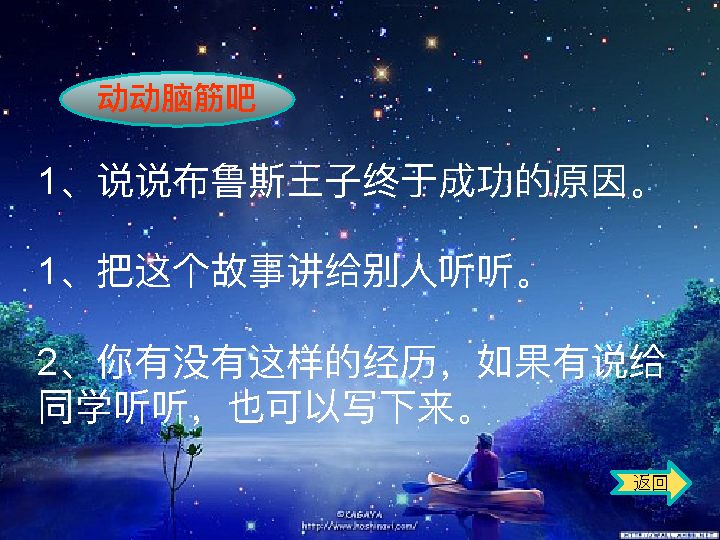 动动脑筋吧
1、说说布鲁斯王子终于成功的原因。
1、把这个故事讲给别人听听。
2、你有没有这样的经历，如果有说给
同学听听，也可以写下来。
返回
©KAGAYA
http://www.hoshinavi.com/